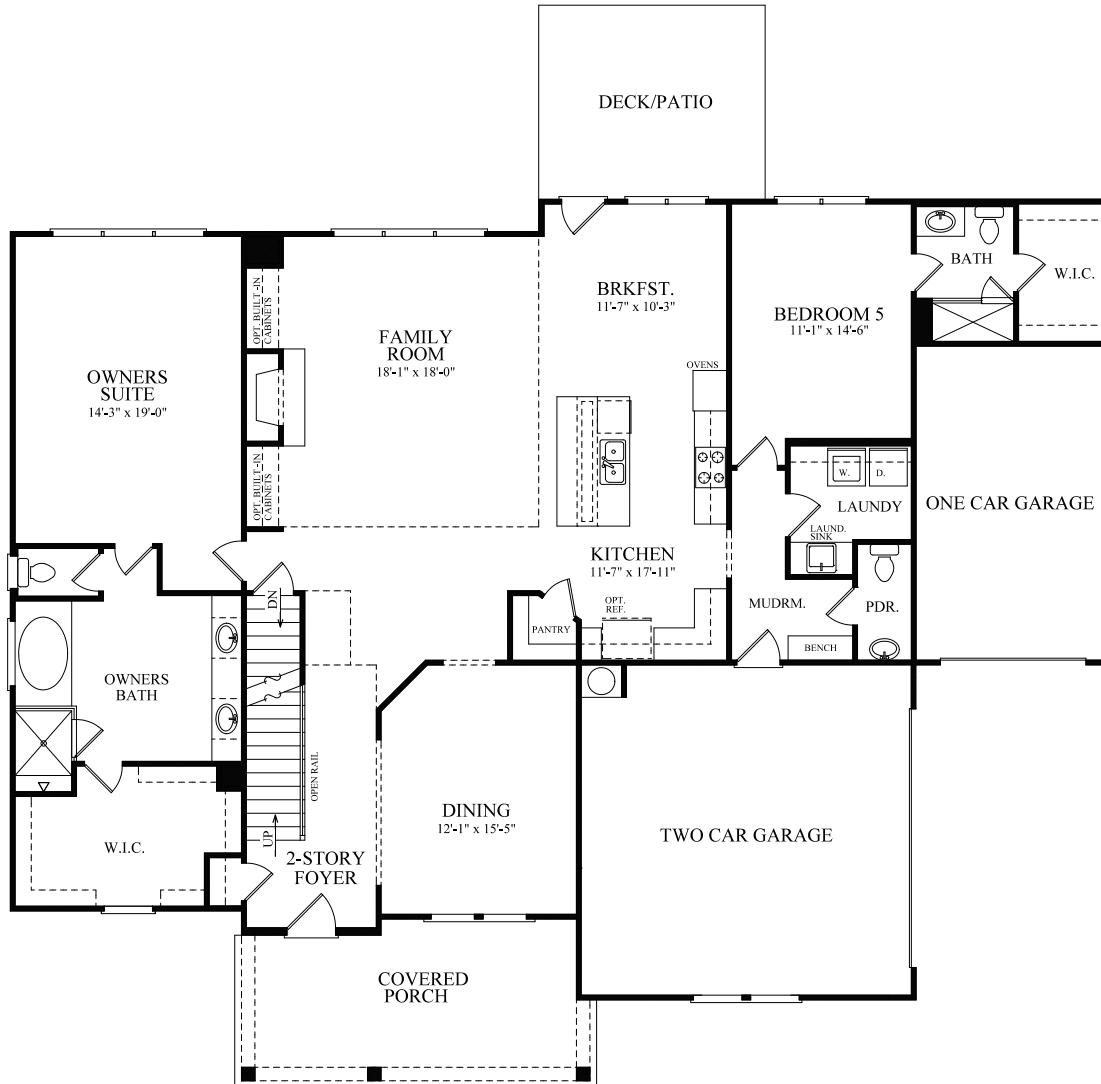 DECK/PATIO
BRKFST.
11'-7" x 10'-3"
BATH
W.I.C.
BEDROOM 5
11'-1" x 14'-6"
OPT. BUILT-IN
CABINETS
FAMILY
ROOM
18'-1" x 18'-0"
OWNERS
SUITE
14'-3" x 19'-0"
OVENS
OPT. BUILT-IN
CABINETS
W.
D.
LAUNDY
LAUND.
SINK
ONE CAR GARAGE
KITCHEN
11'-7" x 17'-11"
DN
OPT.
REF.
PANTRY
MUDRM.
PDR.
BENCH
OWNERS
BATH
OPEN RAIL
DINING
12'-1" x 15'-5"
TWO CAR GARAGE
UP
W.I.C.
2-STORY
FOYER
COVERED
PORCH